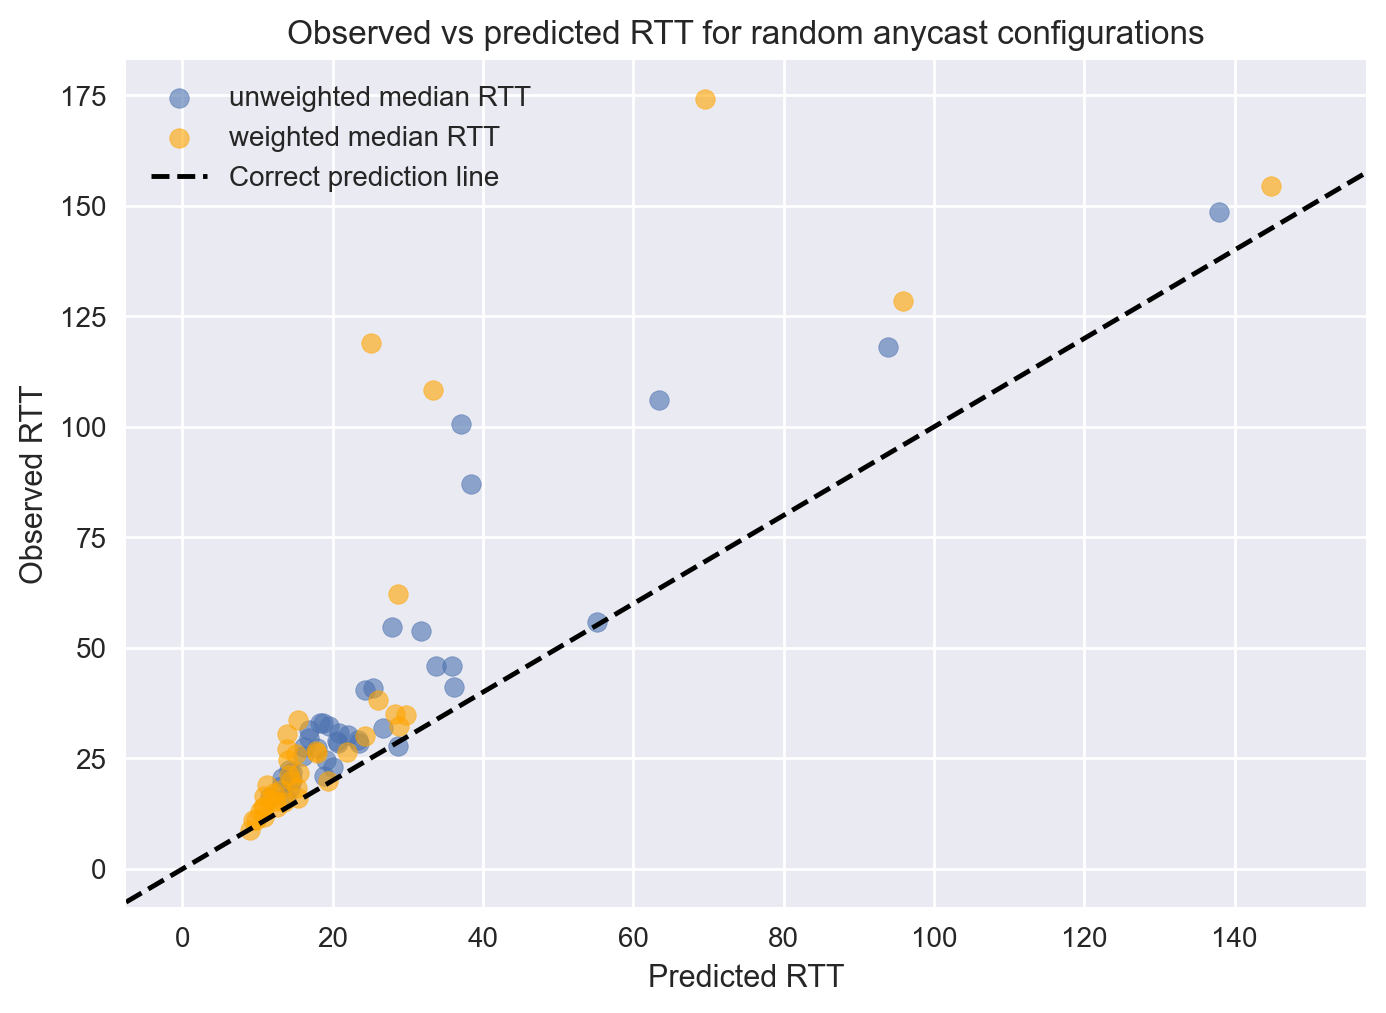 Observed vs predicted RTT for random anycast configurations
unweighted median RTT
weighted median RTT
Correct prediction line
175
150
125
100
75
50
25
0
Observed RTT
0 20 40 60 80 100 120 140
Predicted RTT